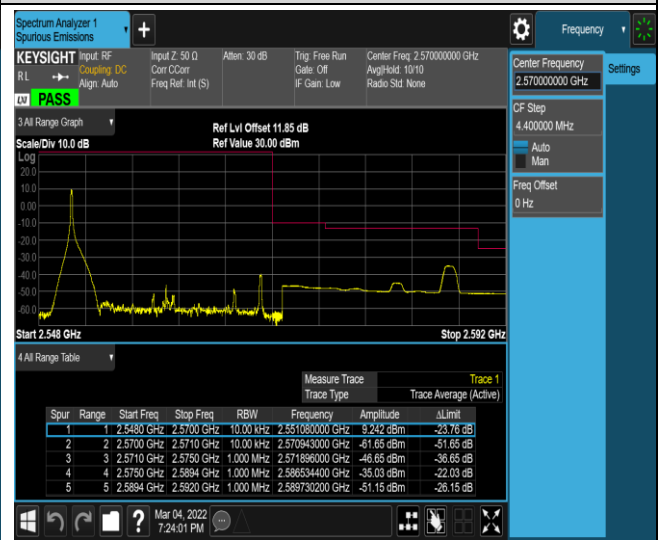 Spectrum Analyzer 1
Spurious Emissions
+
Frequency
KEYSIGHT
RL
Input: RF
Coupling: DC
Align: Auto
Input Z: 50 Ω
Corr CCorr
Freq Ref: Int (S)
Atten: 30 dB
Trig: Free Run
Gate: Off
IF Gain: Low
Center Freq: 2.570000000 GHz
Avg|Hold: 10/10
Radio Std: None
LXI PASS
3 All Range Graph
Ref Lvl Offset 11.85 dB
Scale/Div 10.0 dB
Ref Value 30.00 dBm
Log
20.0
10.0
0.00
-10.0
-20.0
-30.0
-40.0
-50.0
-60.0
Start 2.548 GHz
Stop 2.592 GHz
4 All Range Table
Measure Trace Trace 1
Trace Type Trace Average (Active)
Spur Range Start Freq Stop Freq RBW Frequency Amplitude ΔLimit
1 1 2.5480 GHz 2.5700 GHz 10.00 kHz 2.551080000 GHz 9.242 dBm -23.76 dB
2 2 2.5700 GHz 2.5710 GHz 10.00 kHz 2.570943000 GHz -61.65 dBm -51.65 dB
3 3 2.5710 GHz 2.5750 GHz 1.000 MHz 2.571896000 GHz -46.65 dBm -36.65 dB
4 4 2.5750 GHz 2.5894 GHz 1.000 MHz 2.586534400 GHz -35.03 dBm -22.03 dB
5 5 2.5894 GHz 2.5920 GHz 1.000 MHz 2.589730200 GHz -51.15 dBm -26.15 dB
?
Mar 04, 2022
7:24:01 PM
Center Frequency
2.570000000 GHz
Settings
CF Step
4.400000 MHz
Auto
Man
Freq Offset
0 Hz